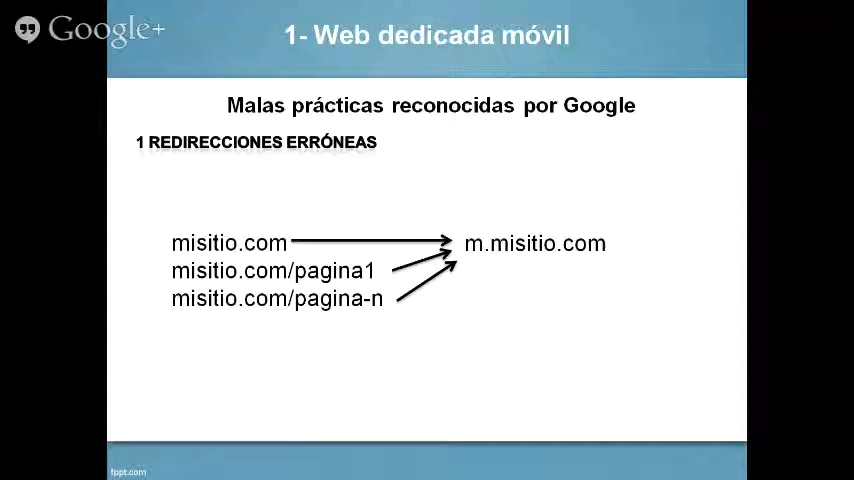 Google+
1- Web dedicada móvil
Malas prácticas reconocidas por Google
1 REDIRECCIONES ERRÓNEAS
misitio.com
m.misitio.com
misitio.com/pagina1
misitio.com/pagina-n
fppt.com